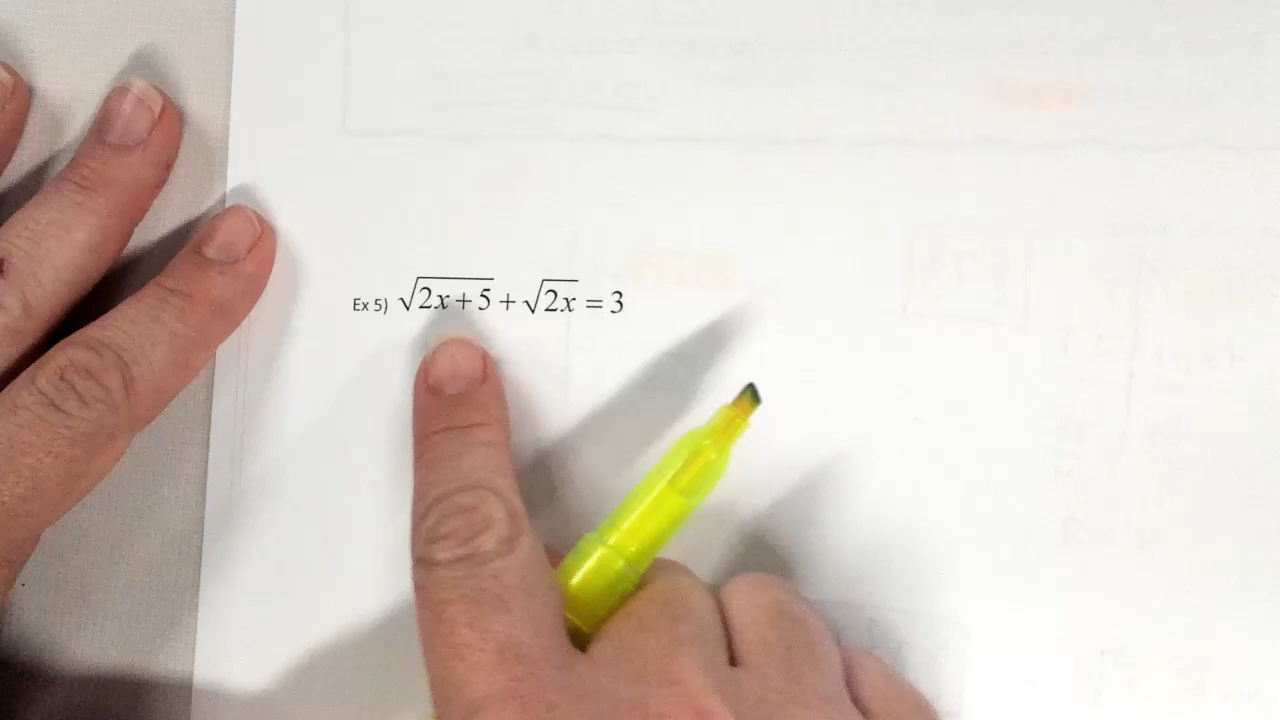 Ex 5) √(2x+5) + √(2x) = 3